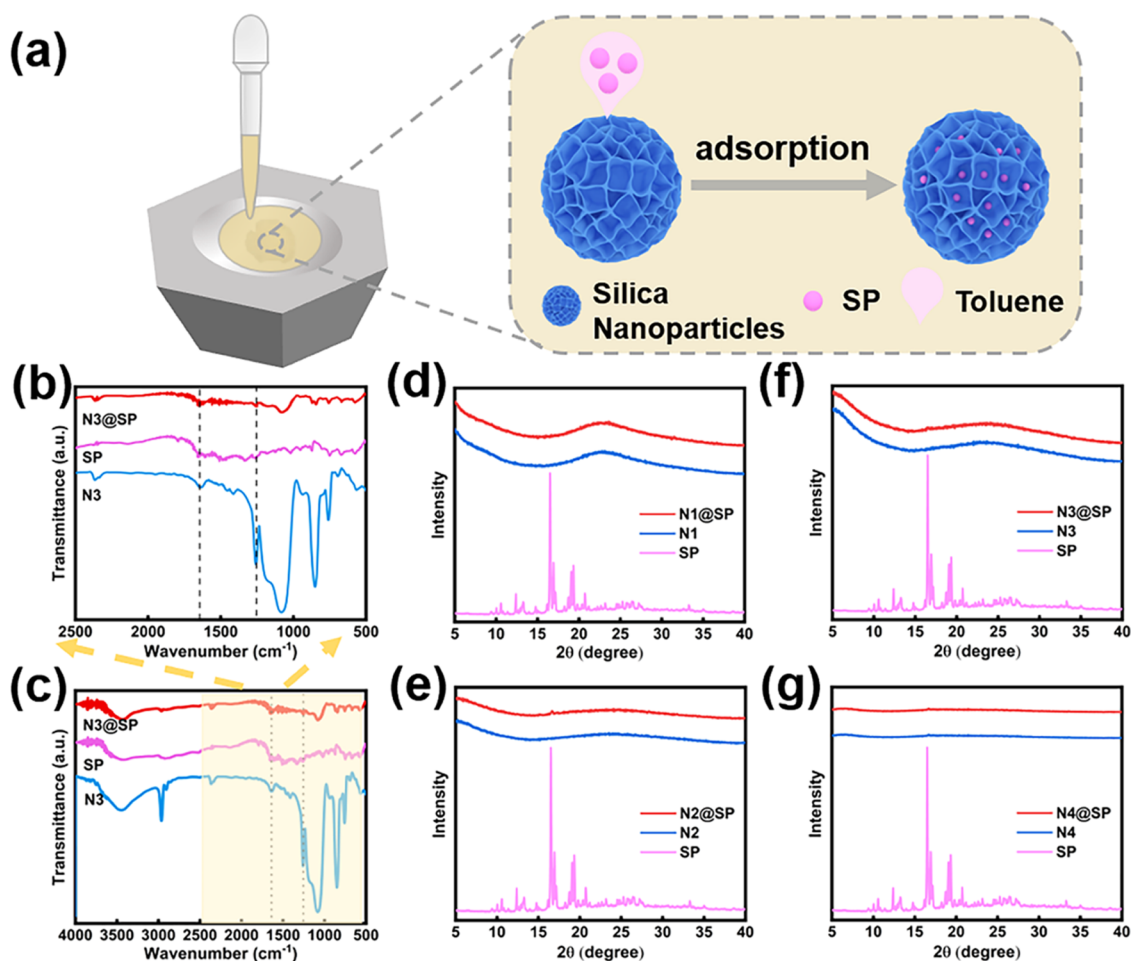 (a)
adsorption
Silica
Nanoparticles
SP
Toluene
(b)
N3@SP
SP
N3
Transmittance (a.u.)
2500 2000 1500 1000 500
Wavenumber (cm⁻¹)
(c)
N3@SP
SP
N3
Transmittance (a.u.)
4000 3500 3000 2500 2000 1500 1000 500
Wavenumber (cm⁻¹)
(d)
N1@SP
N1
SP
Intensity
5 10 15 20 25 30 35 40
2θ (degree)
(e)
N2@SP
N2
SP
Intensity
5 10 15 20 25 30 35 40
2θ (degree)
(f)
N3@SP
N3
SP
Intensity
5 10 15 20 25 30 35 40
2θ (degree)
(g)
N4@SP
N4
SP
Intensity
5 10 15 20 25 30 35 40
2θ (degree)